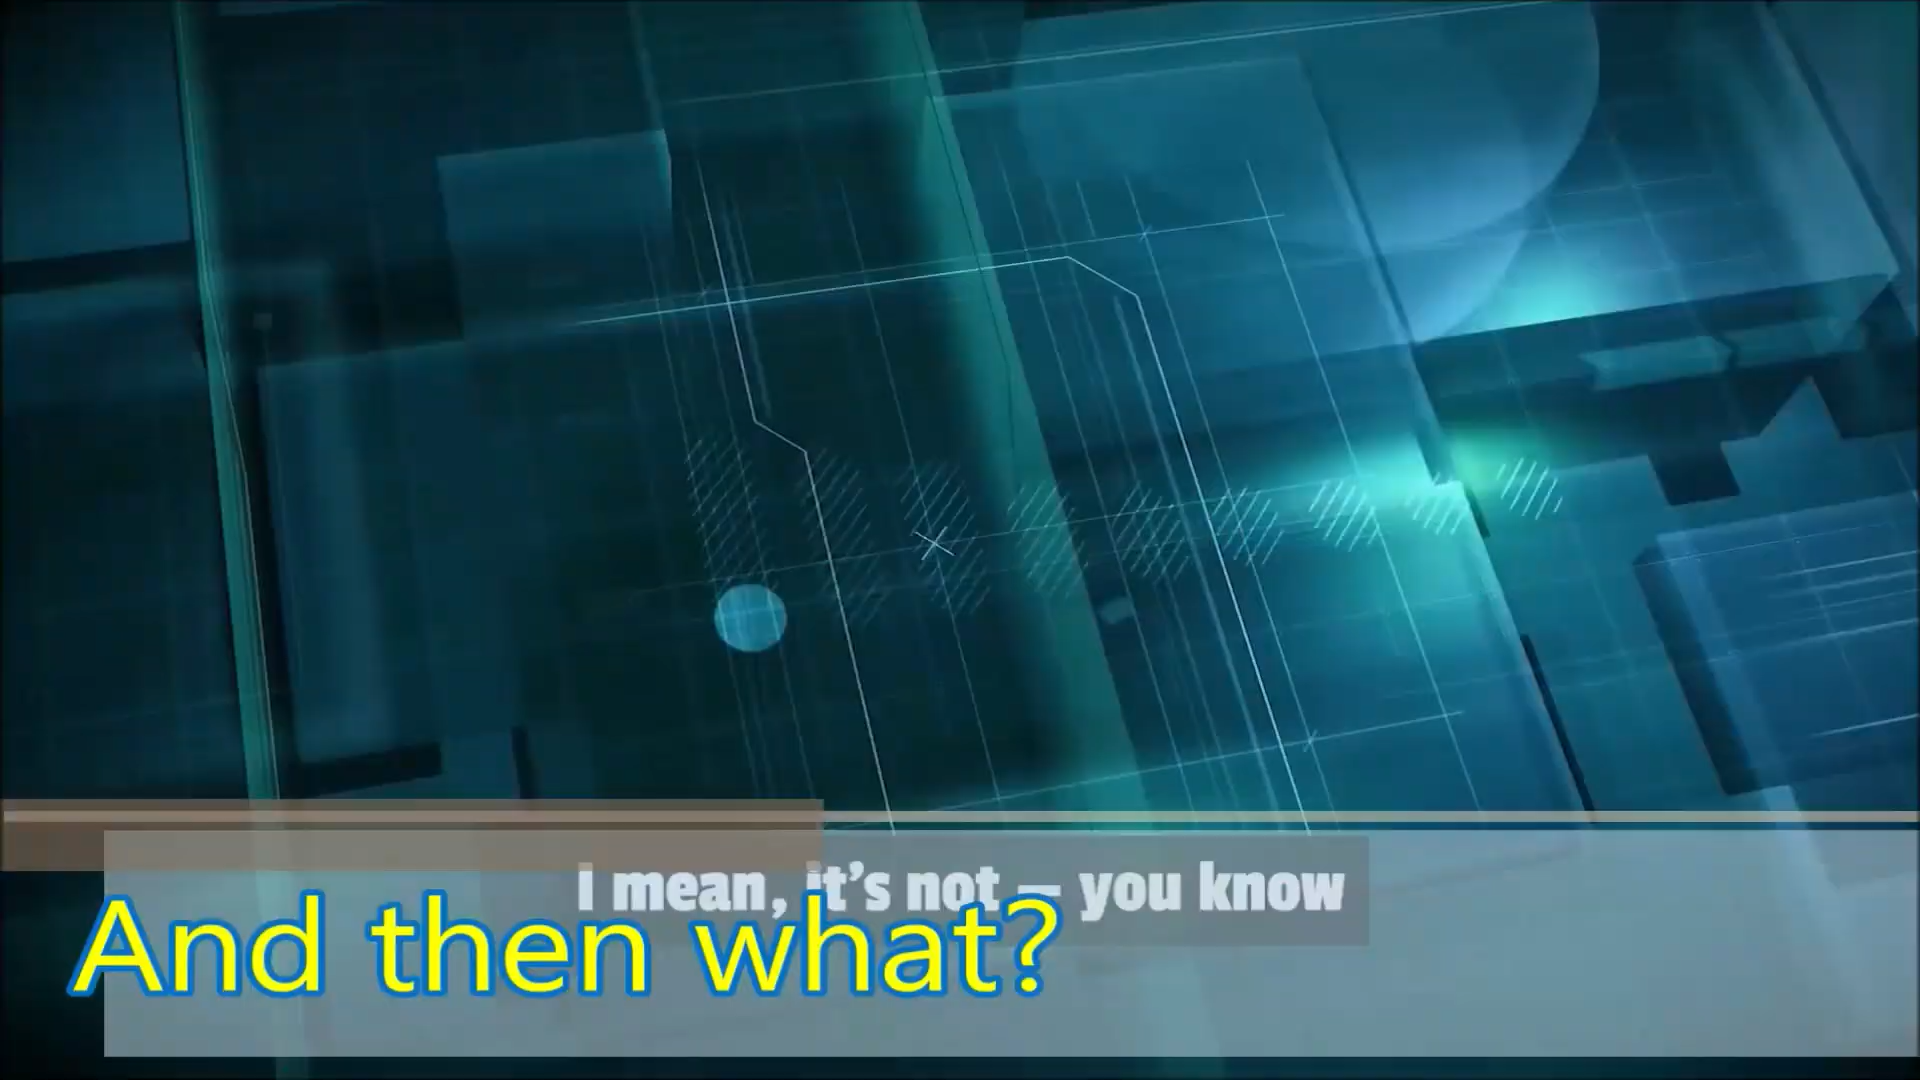 I mean, it’s not – you know
And then what?